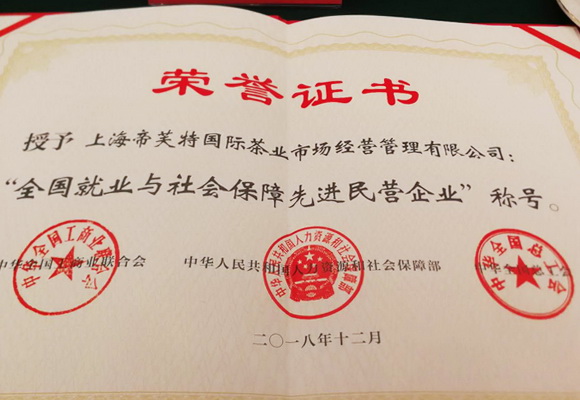 荣誉证书
授予 上海帝芙特国际茶业市场经营管理有限公司：
“全国就业与社会保障先进民营企业”称号。
中华全国工商业联合会 中华人民共和国人力资源和社会保障部 中华全国总工会
二〇一八年十二月